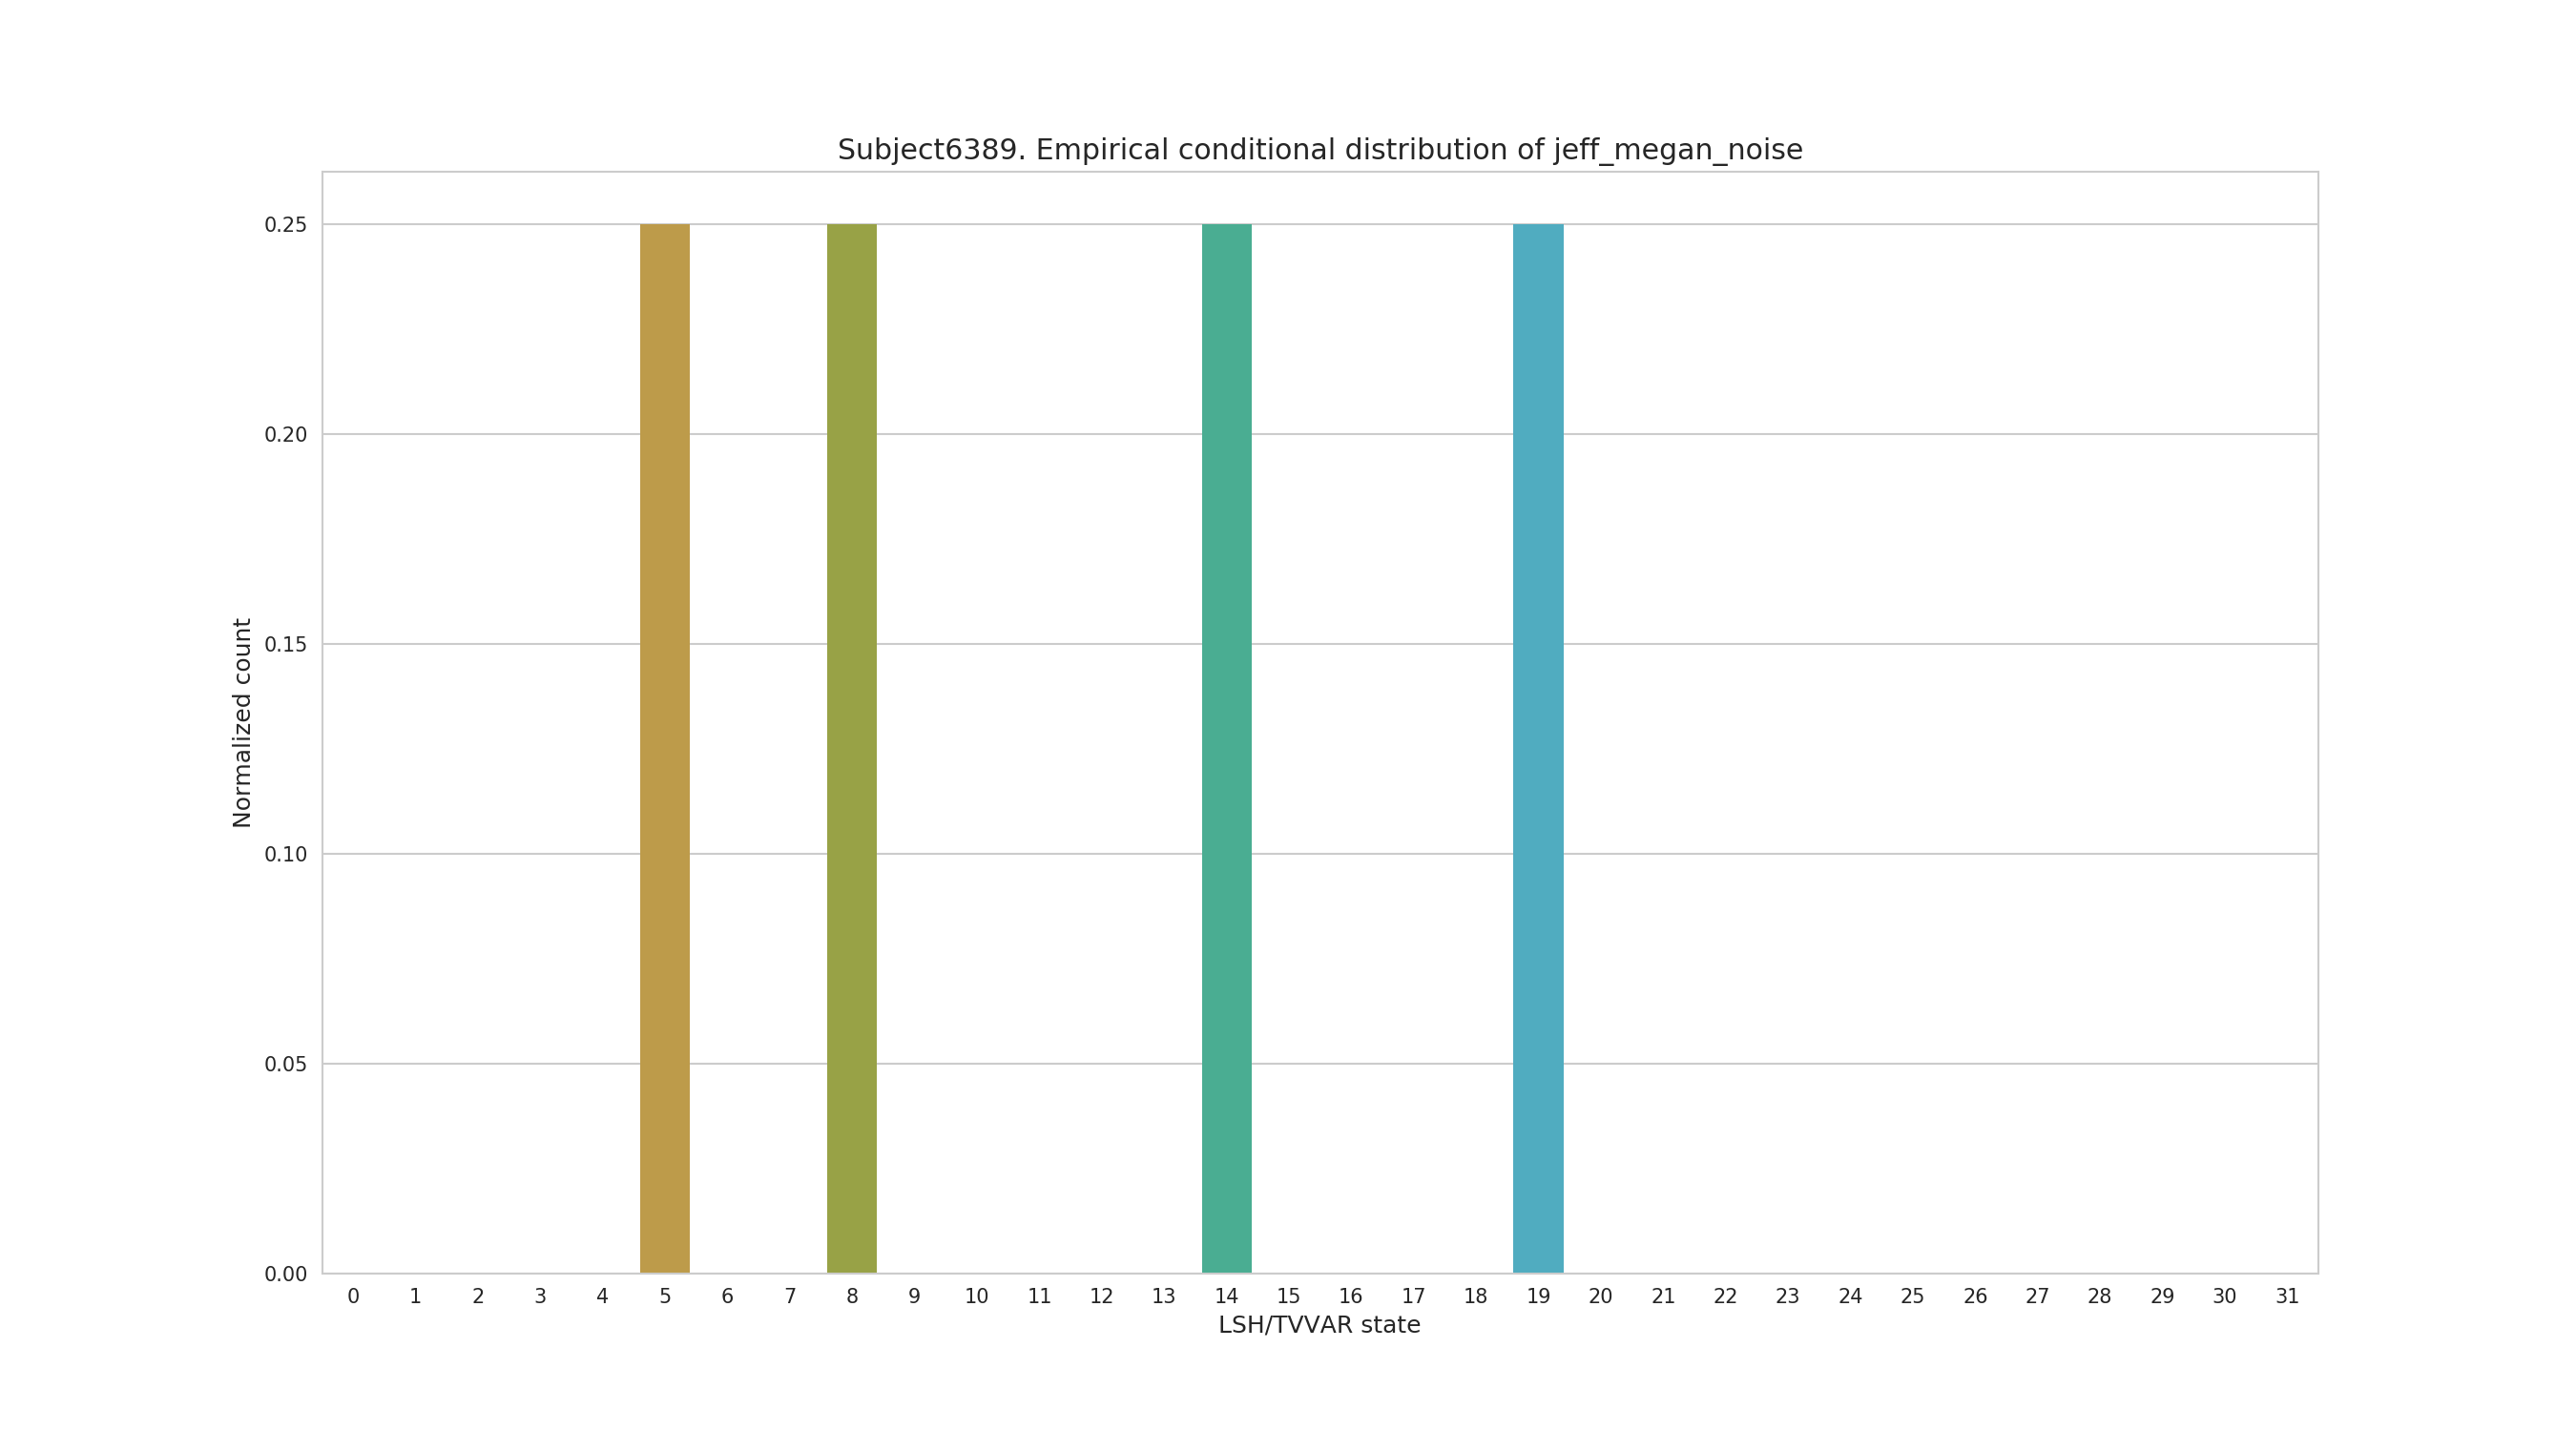 Subject6389. Empirical conditional distribution of jeff_megan_noise
0.25
0.20
0.15
0.10
0.05
0.00
Normalized count
0 1 2 3 4 5 6 7 8 9 10 11 12 13 14 15 16 17 18 19 20 21 22 23 24 25 26 27 28 29 30 31
LSH/TVVAR state